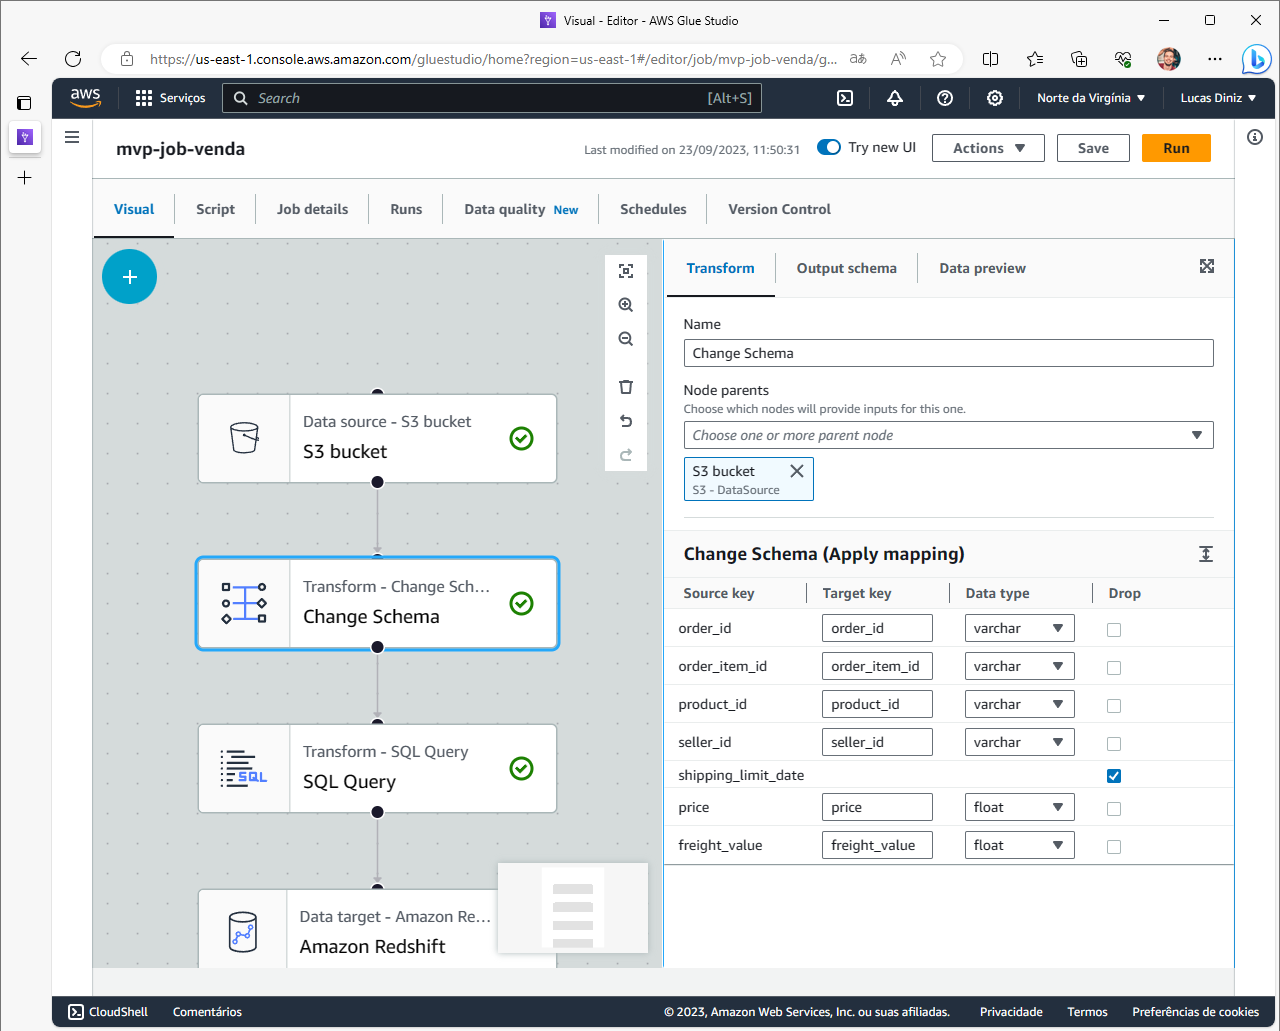 Visual - Editor - AWS Glue Studio
https://us-east-1.console.aws.amazon.com/gluestudio/home?region=us-east-1#/editor/job/mvp-job-venda/g...
aws
Serviços
Search
[Alt+S]
Norte da Virgínia
Lucas Diniz
mvp-job-venda
Last modified on 23/09/2023, 11:50:31
Try new UI
Actions
Save
Run
Visual
Script
Job details
Runs
Data quality New
Schedules
Version Control
Data source - S3 bucket
S3 bucket
Transform - Change Sch...
Change Schema
Transform - SQL Query
SQL
SQL Query
Data target - Amazon Re...
Amazon Redshift
Transform
Output schema
Data preview
Name
Change Schema
Node parents
Choose which nodes will provide inputs for this one.
Choose one or more parent node
S3 bucket
S3 - DataSource
Change Schema (Apply mapping)
Source key Target key Data type Drop
order_id order_id varchar
order_item_id order_item_id varchar
product_id product_id varchar
seller_id seller_id varchar
shipping_limit_date
price price float
freight_value freight_value float
CloudShell
Comentários
© 2023, Amazon Web Services, Inc. ou suas afiliadas.
Privacidade
Termos
Preferências de cookies